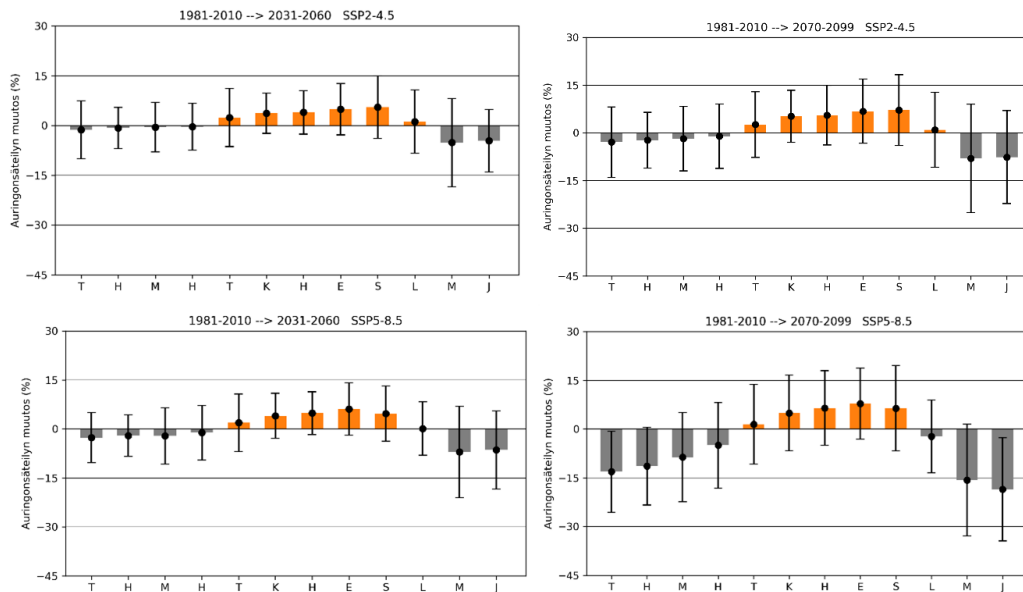 1981-2010 --> 2031-2060 SSP2-4.5
Auringonsäteilyn muutos (%)
30
15
0
−15
−30
−45
T H M H T K H E S L M J
1981-2010 --> 2070-2099 SSP2-4.5
Auringonsäteilyn muutos (%)
30
15
0
−15
−30
−45
T H M H T K H E S L M J
1981-2010 --> 2031-2060 SSP5-8.5
Auringonsäteilyn muutos (%)
30
15
0
−15
−30
−45
T H M H T K H E S L M J
1981-2010 --> 2070-2099 SSP5-8.5
Auringonsäteilyn muutos (%)
30
15
0
−15
−30
−45
T H M H T K H E S L M J